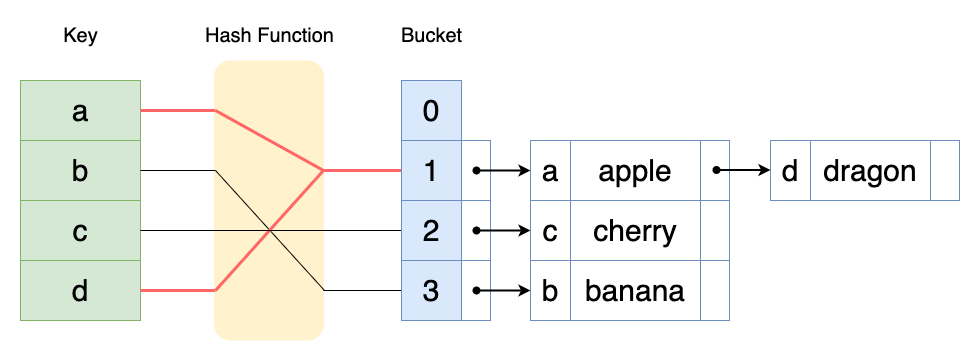 Key Hash Function Bucket
a 0
b 1 a apple d dragon
c 2 c cherry
d 3 b banana